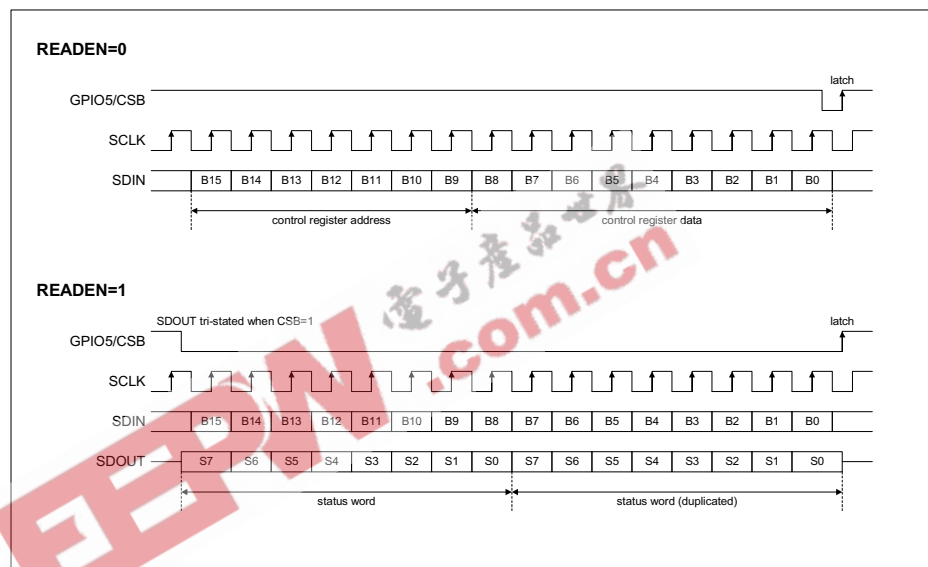 READEN=0
latch
GPIO5/CSB
SCLK
SDIN B15 B14 B13 B12 B11 B10 B9 B8 B7 B6 B5 B4 B3 B2 B1 B0
control register address control register data
READEN=1
SDOUT tri-stated when CSB=1 latch
GPIO5/CSB
SCLK
SDIN B15 B14 B13 B12 B11 B10 B9 B8 B7 B6 B5 B4 B3 B2 B1 B0
SDOUT S7 S6 S5 S4 S3 S2 S1 S0 S7 S6 S5 S4 S3 S2 S1 S0
status word status word (duplicated)
EEPW 電子產品世界
.com.cn